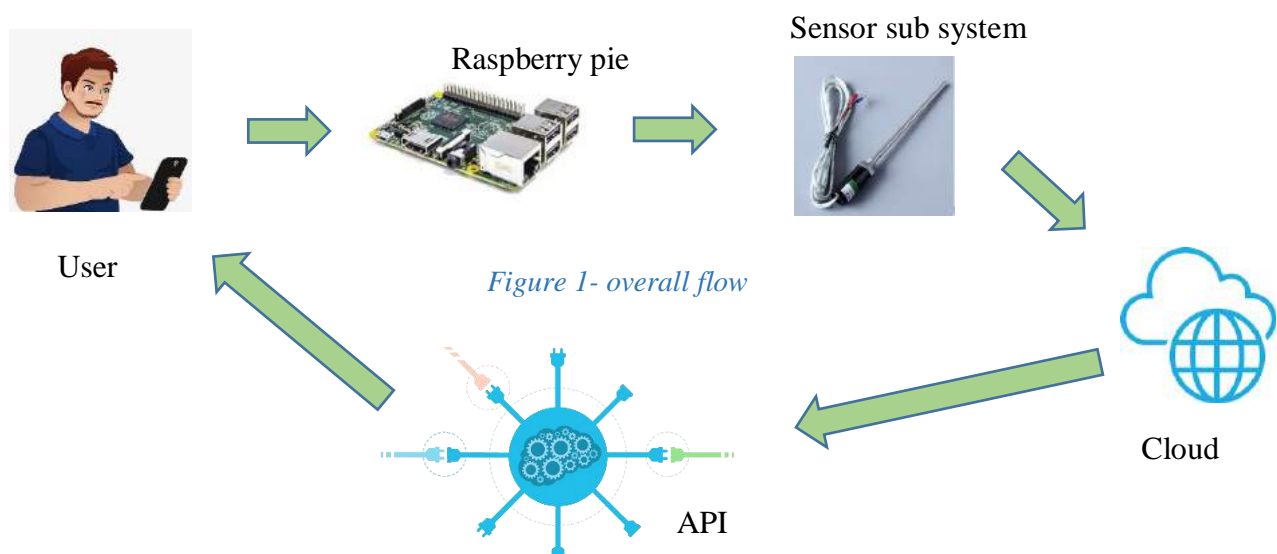 Sensor sub system
Raspberry pie
User
Figure 1- overall flow
Cloud
API